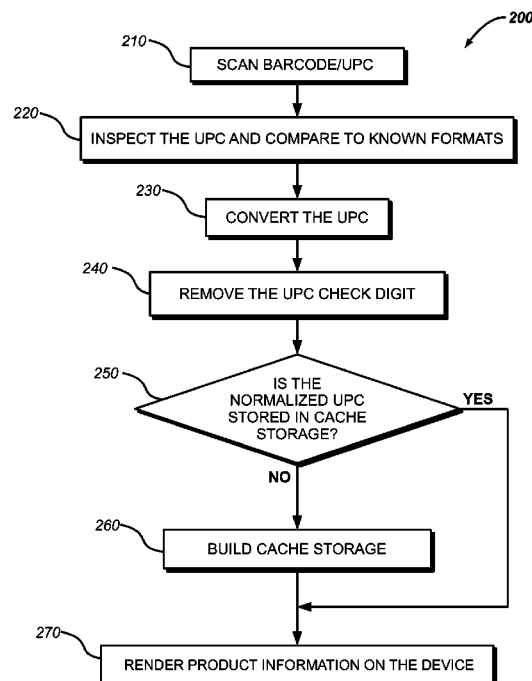 200
210
SCAN BARCODE/UPC
220
INSPECT THE UPC AND COMPARE TO KNOWN FORMATS
230
CONVERT THE UPC
240
REMOVE THE UPC CHECK DIGIT
250
IS THE
NORMALIZED UPC
STORED IN CACHE
STORAGE?
YES
NO
260
BUILD CACHE STORAGE
270
RENDER PRODUCT INFORMATION ON THE DEVICE